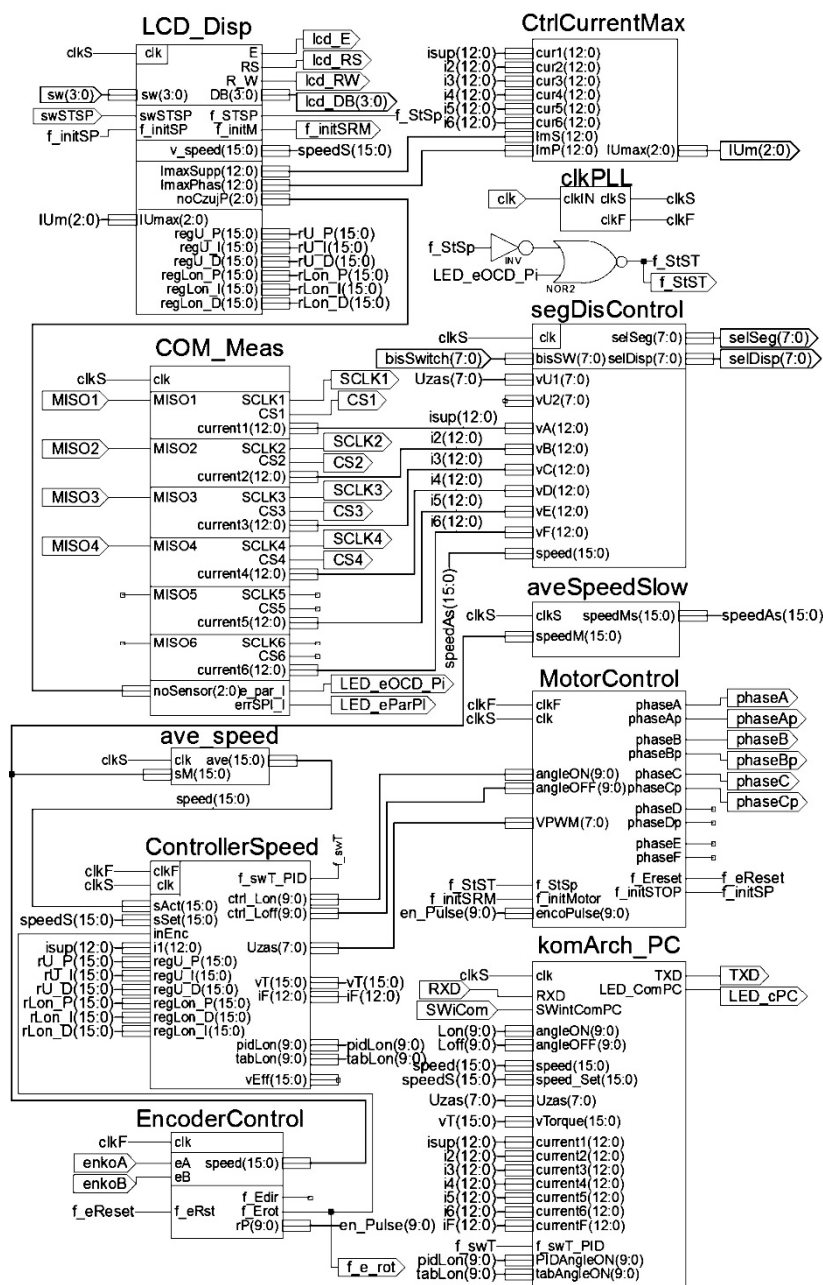 LCD_Disp
clkS
clk
E
lcd_E
RS
lcd_RS
R_W
lcd_RW
sw(3:0)
sw(3:0)
DB(3:0)
lcd_DB(3:0)
swSTSP
swSTSP
f_STSP
f_StSp
f_initSP
f_initSP
f_initM
f_initSRM
v_speed(15:0)
speedS(15:0)
ImaxSupp(12:0)
ImaxPhas(12:0)
noCzujP(2:0)
IUm(2:0)
IUmax(2:0)
regU_P(15:0)
rU_P(15:0)
regU_I(15:0)
rU_I(15:0)
regU_D(15:0)
rU_D(15:0)
regLon_P(15:0)
rLon_P(15:0)
regLon_I(15:0)
rLon_I(15:0)
regLon_D(15:0)
rLon_D(15:0)
CtrlCurrentMax
isup(12:0)
cur1(12:0)
i2(12:0)
cur2(12:0)
i3(12:0)
cur3(12:0)
i4(12:0)
cur4(12:0)
i5(12:0)
cur5(12:0)
i6(12:0)
cur6(12:0)
ImS(12:0)
ImP(12:0)
IUmax(2:0)
IUm(2:0)
clkPLL
clk
clkIN
clkS
clkS
clkF
clkF
f_StSp
INV
LED_eOCD_Pi
NOR2
f_StST
f_StST
segDisControl
clkS
clk
selSeg(7:0)
selSeg(7:0)
bisSwitch(7:0)
bisSW(7:0)
selDisp(7:0)
selDisp(7:0)
Uzas(7:0)
vU1(7:0)
vU2(7:0)
isup(12:0)
vA(12:0)
i2(12:0)
vB(12:0)
i3(12:0)
vC(12:0)
i4(12:0)
vD(12:0)
i5(12:0)
vE(12:0)
i6(12:0)
vF(12:0)
speed(15:0)
speedAs(15:0)
COM_Meas
clkS
clk
MISO1
MISO1
SCLK1
SCLK1
CS1
CS1
current1(12:0)
MISO2
MISO2
SCLK2
SCLK2
CS2
CS2
current2(12:0)
MISO3
MISO3
SCLK3
SCLK3
CS3
CS3
current3(12:0)
MISO4
MISO4
SCLK4
SCLK4
CS4
CS4
current4(12:0)
MISO5
SCLK5
CS5
current5(12:0)
MISO6
SCLK6
CS6
current6(12:0)
noSensor(2:0)
e_par_I
LED_eOCD_Pi
errSPI_I
LED_eParPI
aveSpeedSlow
clkS
clkS
speedMs(15:0)
speedAs(15:0)
speedM(15:0)
ave_speed
clkS
clk
ave(15:0)
sM(15:0)
speed(15:0)
MotorControl
clkF
clkF
clkS
clk
phaseA
phaseA
phaseAp
phaseAp
phaseB
phaseB
phaseBp
phaseBp
angleON(9:0)
phaseC
phaseC
angleOFF(9:0)
phaseCp
phaseCp
phaseD
VPWM(7:0)
phaseDp
phaseE
phaseF
f_StST
f_StSp
f_Ereset
f_eReset
f_initSRM
f_initMotor
f_initSTOP
f_initSP
en_Pulse(9:0)
encoPulse(9:0)
ControllerSpeed
clkF
clkF
clkS
clk
f_swT_PID
f_swT
sAct(15:0)
ctrl_Lon(9:0)
speedS(15:0)
sSet(15:0)
ctrl_Loff(9:0)
inEnc
isup(12:0)
i1(12:0)
Uzas(7:0)
rU_P(15:0)
regU_P(15:0)
rU_I(15:0)
regU_I(15:0)
rU_D(15:0)
regU_D(15:0)
vT(15:0)
vT(15:0)
rLon_P(15:0)
regLon_P(15:0)
iF(12:0)
iF(12:0)
rLon_I(15:0)
regLon_D(15:0)
rLon_D(15:0)
regLon_I(15:0)
pidLon(9:0)
pidLon(9:0)
tabLon(9:0)
tabLon(9:0)
vEff(15:0)
EncoderControl
clkF
clk
enkoA
eA
speed(15:0)
enkoB
eB
f_Edir
f_eReset
f_eRst
f_Erot
rP(9:0)
en_Pulse(9:0)
f_e_rot
komArch_PC
clkS
clk
TXD
TXD
RXD
RXD
LED_ComPC
LED_cPC
SWiCom
SWintComPC
Lon(9:0)
angleON(9:0)
Loff(9:0)
angleOFF(9:0)
speed(15:0)
speed(15:0)
speedS(15:0)
speed_Set(15:0)
Uzas(7:0)
Uzas(7:0)
vT(15:0)
vTorque(15:0)
isup(12:0)
current1(12:0)
i2(12:0)
current2(12:0)
i3(12:0)
current3(12:0)
i4(12:0)
current4(12:0)
i5(12:0)
current5(12:0)
i6(12:0)
current6(12:0)
iF(12:0)
currentF(12:0)
f_swT
f_swT_PID
pidLon(9:0)
PIDAngleON(9:0)
tabLon(9:0)
tabAngleON(9:0)